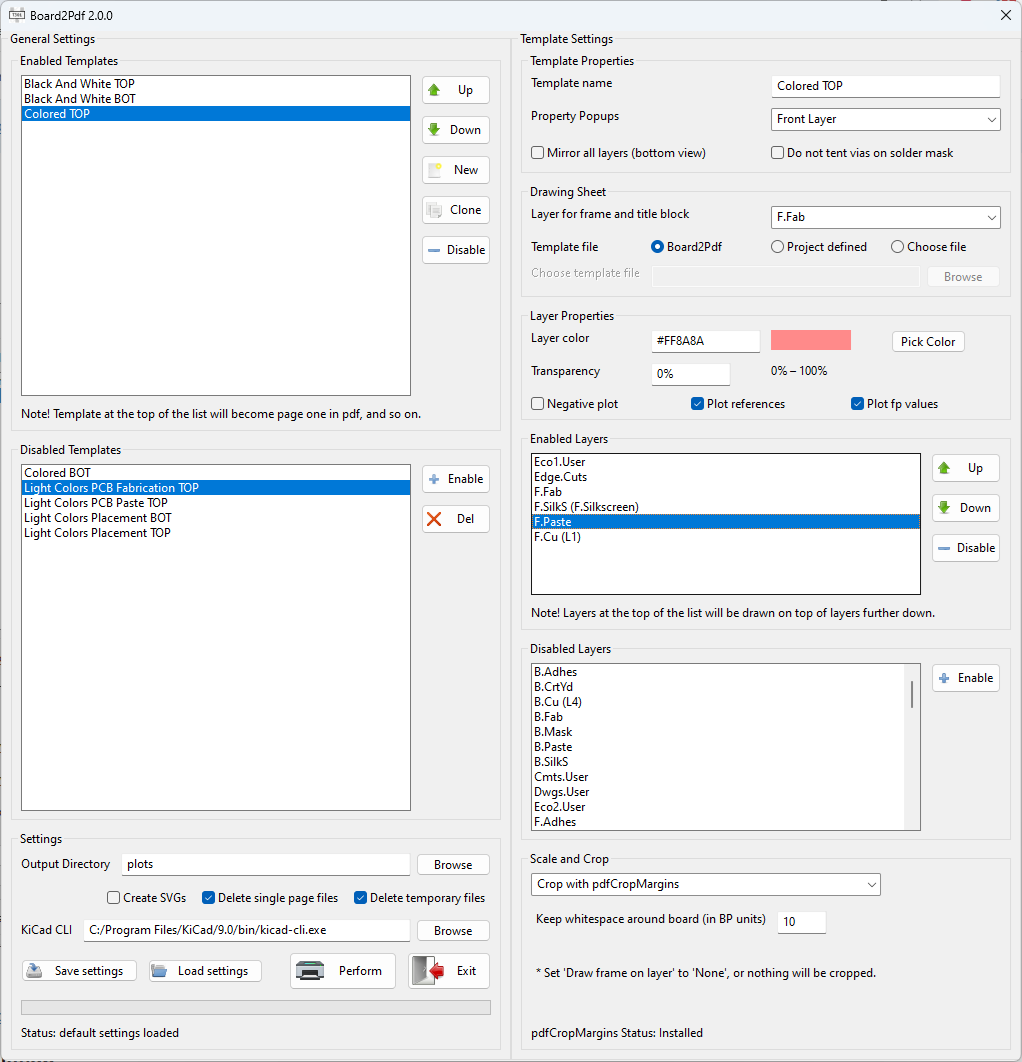 Board2Pdf 2.0.0
General Settings
Enabled Templates
Black And White TOP
Black And White BOT
Colored TOP
Up
Down
New
Clone
Disable
Note! Template at the top of the list will become page one in pdf, and so on.
Disabled Templates
Colored BOT
Light Colors PCB Fabrication TOP
Light Colors PCB Paste TOP
Light Colors Placement BOT
Light Colors Placement TOP
Enable
Del
Settings
Output Directory plots Browse
Create SVGs Delete single page files Delete temporary files
KiCad CLI C:/Program Files/KiCad/9.0/bin/kicad-cli.exe Browse
Save settings Load settings Perform Exit
Status: default settings loaded
Template Settings
Template Properties
Template name Colored TOP
Property Popups Front Layer
Mirror all layers (bottom view) Do not tent vias on solder mask
Drawing Sheet
Layer for frame and title block F.Fab
Template file Board2Pdf Project defined Choose file
Choose template file Browse
Layer Properties
Layer color #FF8A8A Pick Color
Transparency 0% 0% – 100%
Negative plot Plot references Plot fp values
Enabled Layers
Eco1.User
Edge.Cuts
F.Fab
F.SilkS (F.Silkscreen)
F.Paste
F.Cu (L1)
Up
Down
Disable
Note! Layers at the top of the list will be drawn on top of layers further down.
Disabled Layers
B.Adhes
B.CrtYd
B.Cu (L4)
B.Fab
B.Mask
B.Paste
B.SilkS
Cmts.User
Dwgs.User
Eco2.User
F.Adhes
Enable
Scale and Crop
Crop with pdfCropMargins
Keep whitespace around board (in BP units) 10
* Set 'Draw frame on layer' to 'None', or nothing will be cropped.
pdfCropMargins Status: Installed